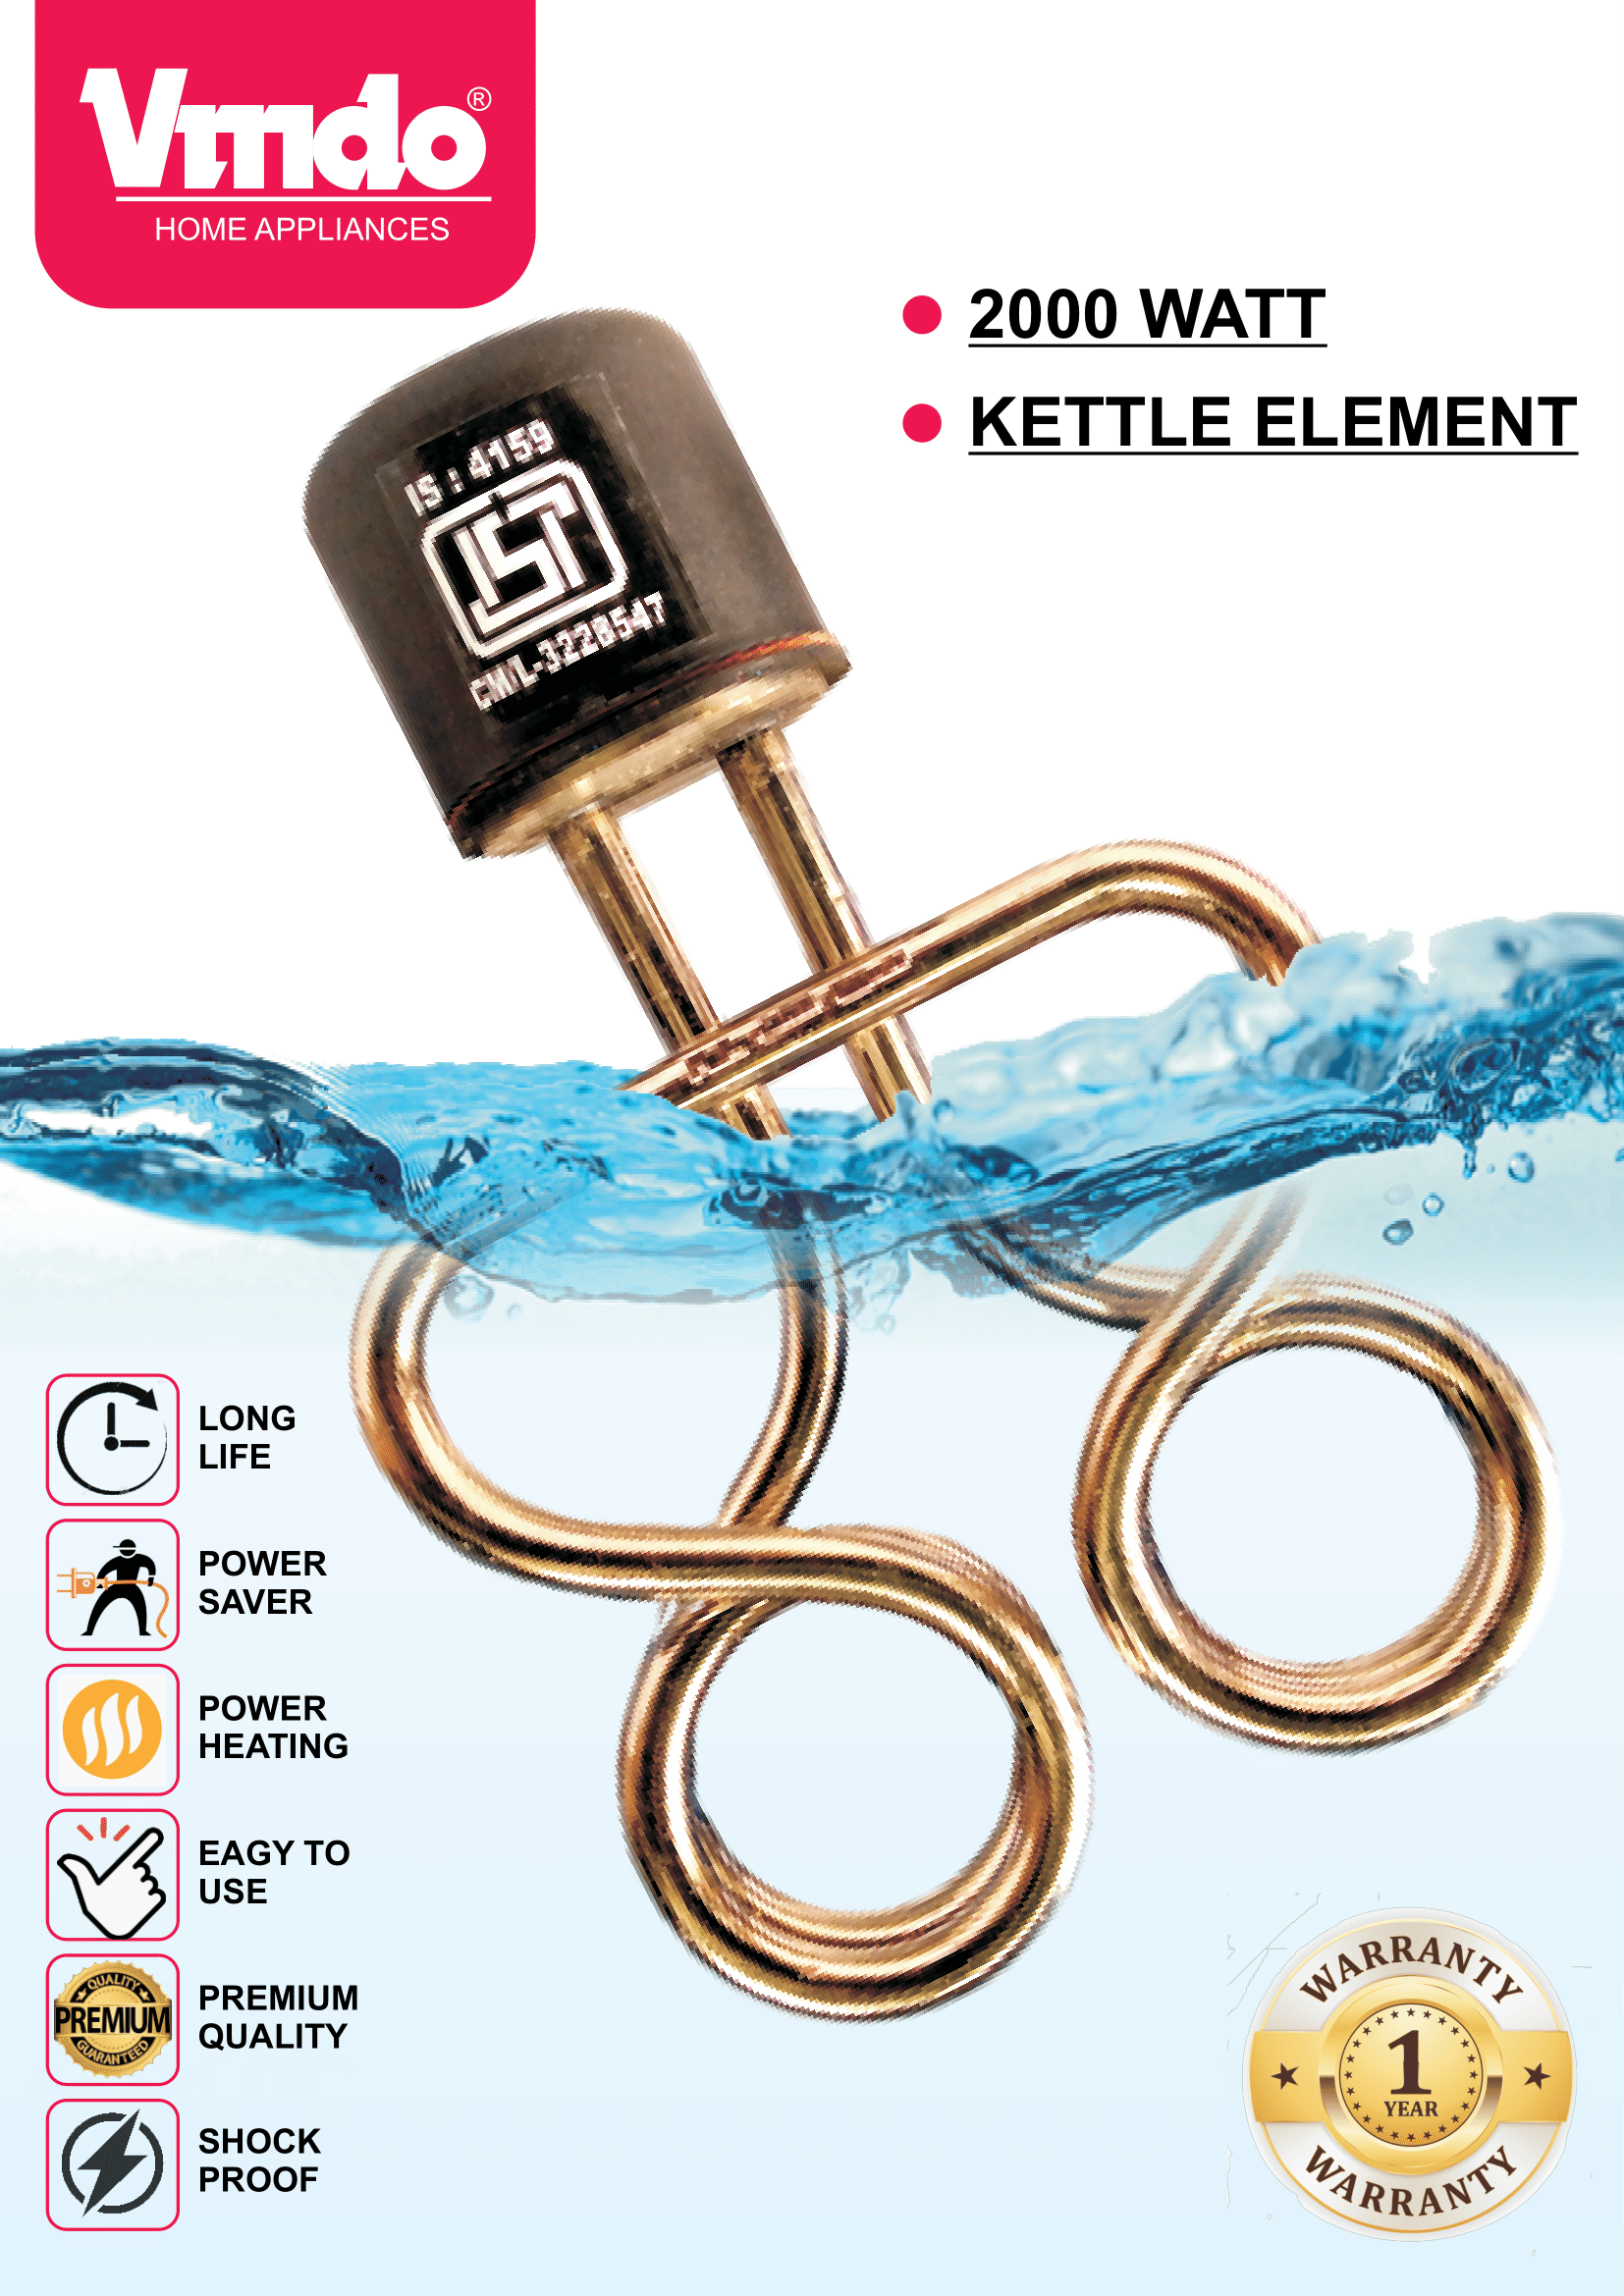 Vmdo®
HOME APPLIANCES
2000 WATT
KETTLE ELEMENT
IS : 4159
ISI
CM/L-3228547
LONG
LIFE
POWER
SAVER
POWER
HEATING
EAGY TO
USE
QUALITY
PREMIUM
GUARANTEED
PREMIUM
QUALITY
SHOCK
PROOF
WARRANTY
1
YEAR
WARRANTY